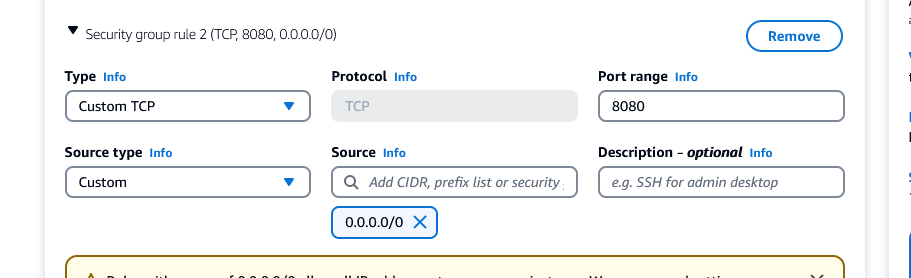 Security group rule 2 (TCP, 8080, 0.0.0.0/0)
Remove
Type Info
Protocol Info
Port range Info
Custom TCP
TCP
8080
Source type Info
Source Info
Description - optional Info
Custom
Add CIDR, prefix list or security
e.g. SSH for admin desktop
0.0.0.0/0